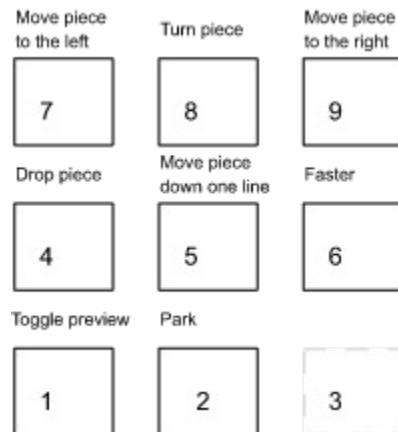 Move piece
to the left
Turn piece
Move piece
to the right
7
8
9
Drop piece
Move piece
down one line
Faster
4
5
6
Toggle preview
Park
1
2
3